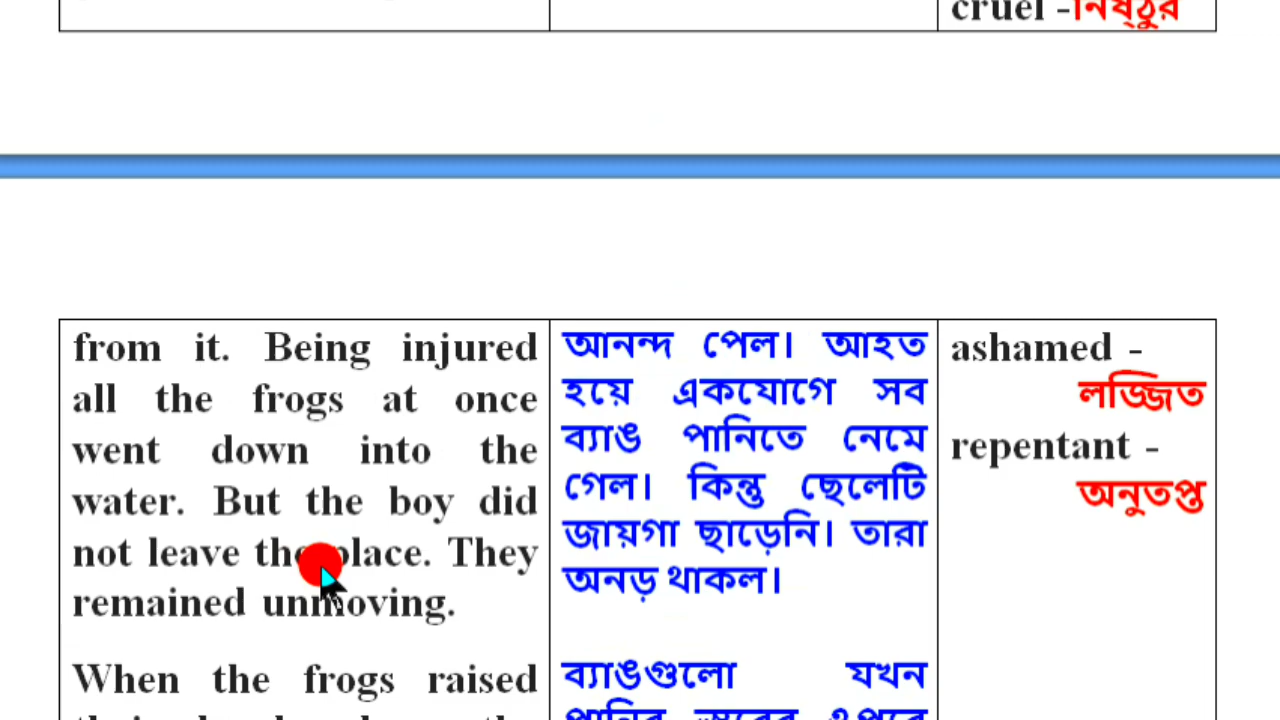 cruel -নিষ্ঠুর
from it. Being injured
all the frogs at once
went down into the
water. But the boy did
not leave the place. They
remained unmoving.
When the frogs raised
আনন্দ পেল। আহত
হয়ে একযোগে সব
ব্যাঙ পানিতে নেমে
গেল। কিন্তু ছেলেটি
জায়গা ছাড়েনি। তারা
অনড় থাকল।
ব্যাঙগুলো যখন
ashamed -
লজ্জিত
repentant -
অনুতপ্ত